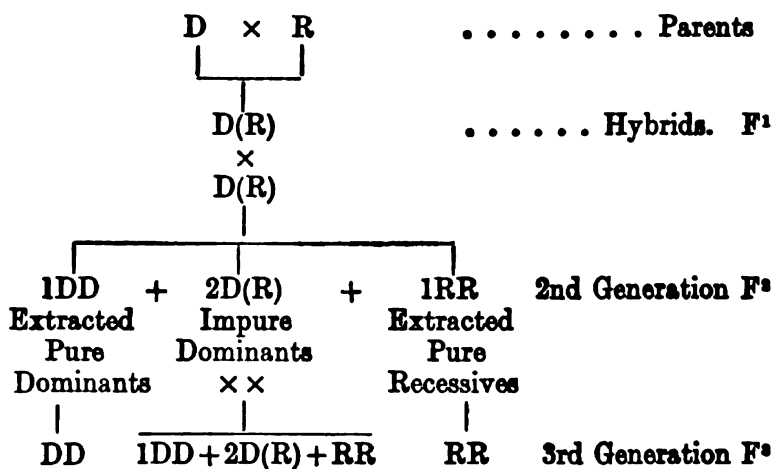 D × R ........ Parents
D(R) ...... Hybrids. F¹
×
D(R)
1DD + 2D(R) + 1RR 2nd Generation F²
Extracted Impure Extracted
Pure Dominants Pure
Dominants ×× Recessives
DD 1DD+2D(R)+RR RR 3rd Generation F³